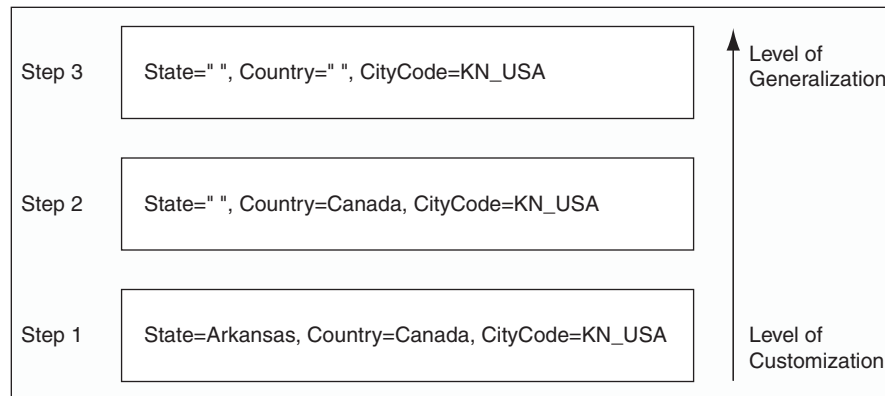 Step 3
State=" ", Country=" ", CityCode=KN_USA
Level of
Generalization
Step 2
State=" ", Country=Canada, CityCode=KN_USA
Step 1
State=Arkansas, Country=Canada, CityCode=KN_USA
Level of
Customization